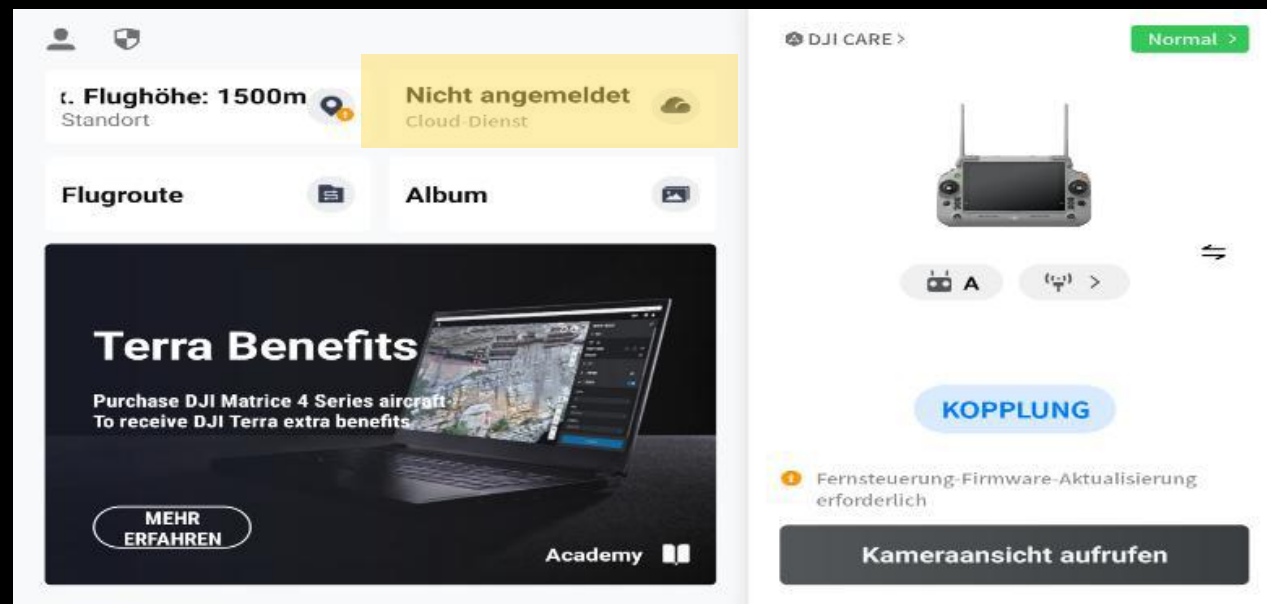 . Flughöhe: 1500m
Standort
Nicht angemeldet
Cloud-Dienst
Flugroute
Album
Terra Benefits
Purchase DJI Matrice 4 Series aircraft
To receive DJI Terra extra benefits
MEHR
ERFAHREN
Academy
DJI CARE >
Normal >
A
>
KOPPLUNG
Fernsteuerung-Firmware-Aktualisierung
erforderlich
Kameraansicht aufrufen